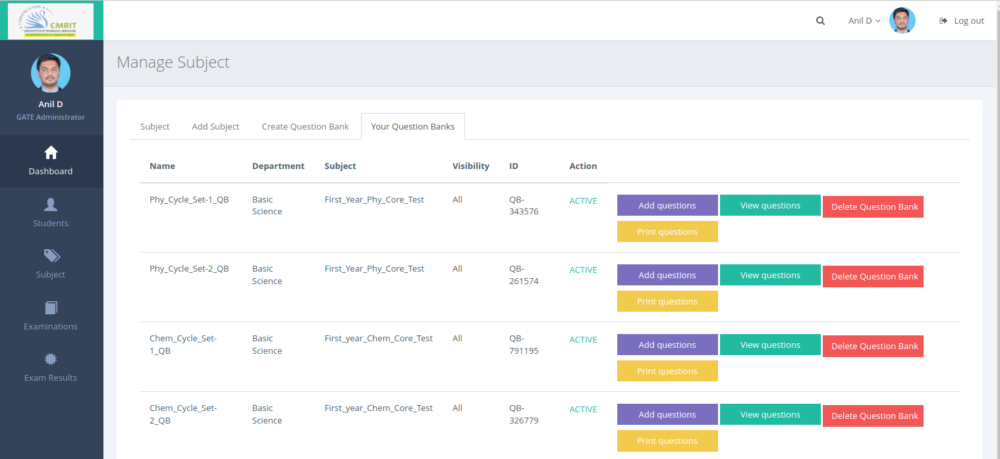 CMRIT
CMR INSTITUTE OF TECHNOLOGY, BENGALURU.
Anil D
Log out
Anil D
GATE Administrator
Dashboard
Students
Subject
Examinations
Exam Results
Manage Subject
Subject Add Subject Create Question Bank Your Question Banks
Name Department Subject Visibility ID Action
Phy_Cycle_Set-1_QB Basic First_Year_Phy_Core_Test All QB- ACTIVE Add questions View questions Delete Question Bank
Science 343576
Print questions
Phy_Cycle_Set-2_QB Basic First_Year_Phy_Core_Test All QB- ACTIVE Add questions View questions Delete Question Bank
Science 261574
Print questions
Chem_Cycle_Set- Basic First_year_Chem_Core_Test All QB- ACTIVE Add questions View questions Delete Question Bank
1_QB Science 791195
Print questions
Chem_Cycle_Set- Basic First_year_Chem_Core_Test All QB- ACTIVE Add questions View questions Delete Question Bank
2_QB Science 326779
Print questions